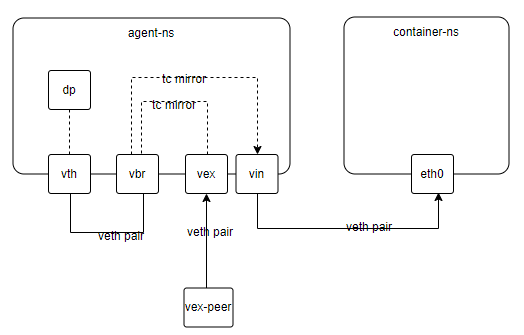 agent-ns
container-ns
tc mirror
dp
tc mirror
vth
vbr
vex
vin
eth0
veth pair
veth pair
veth pair
vex-peer